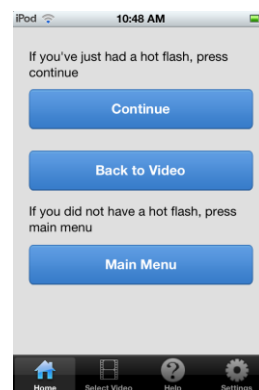 iPod 10:48 AM
If you've just had a hot flash, press
continue
Continue
Back to Video
If you did not have a hot flash, press
main menu
Main Menu
Home Select Video Help Settings